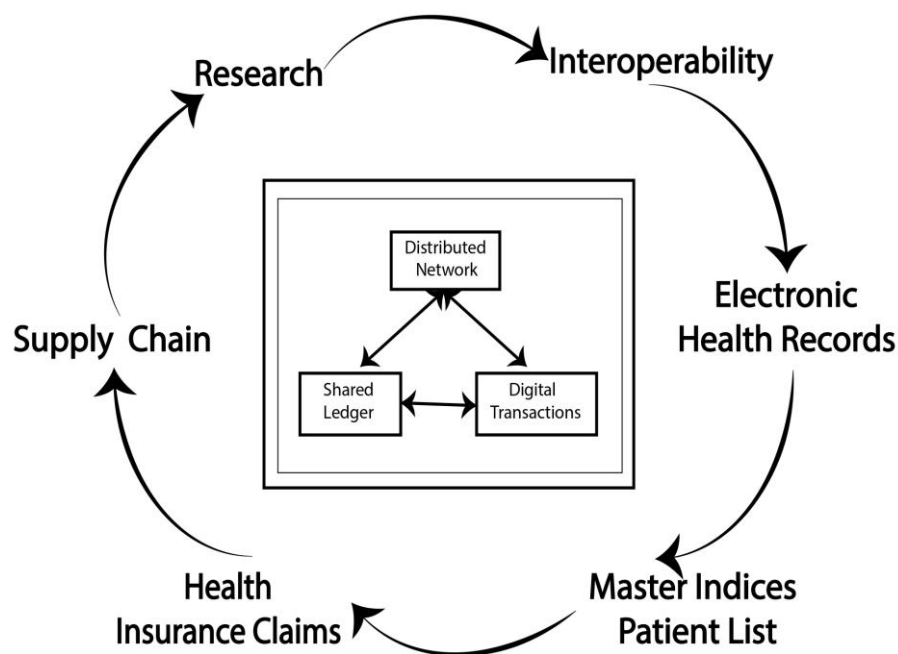 Research
Interoperability
Electronic
Health Records
Master Indices
Patient List
Health
Insurance Claims
Supply Chain
Distributed
Network
Shared
Ledger
Digital
Transactions